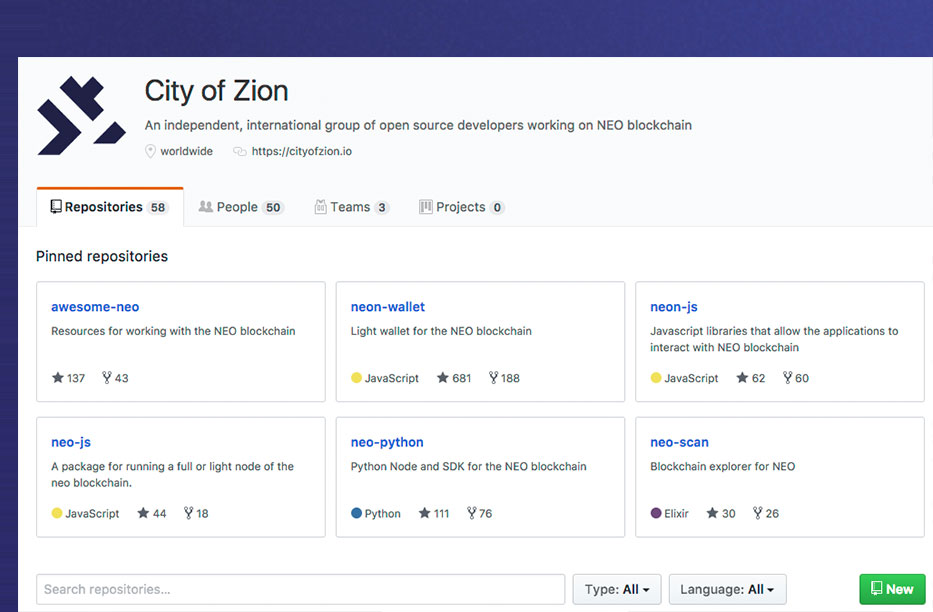 City of Zion
An independent, international group of open source developers working on NEO blockchain
worldwide https://cityofzion.io
Repositories 58 People 50 Teams 3 Projects 0
Pinned repositories
awesome-neo
Resources for working with the NEO blockchain
137 43
neon-wallet
Light wallet for the NEO blockchain
JavaScript 681 188
neon-js
Javascript libraries that allow the applications to
interact with NEO blockchain
JavaScript 62 60
neo-js
A package for running a full or light node of the
neo blockchain.
JavaScript 44 18
neo-python
Python Node and SDK for the NEO blockchain
Python 111 76
neo-scan
Blockchain explorer for NEO
Elixir 30 26
Search repositories... Type: All Language: All New